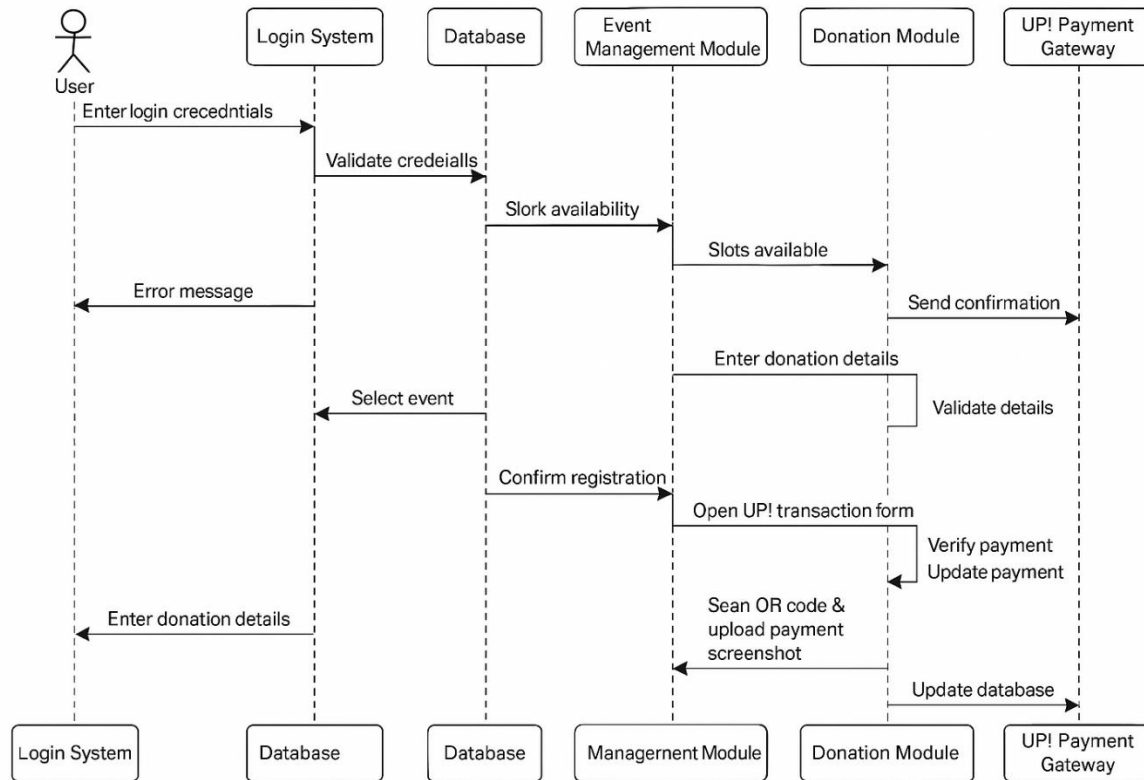 Login System
Database
Event
Management Module
Donation Module
UP! Payment
Gateway
User
Enter login crecedntials
Validate credeialls
Slork availability
Slots available
Error message
Send confirmation
Enter donation details
Select event
Validate details
Confirm registration
Open UP! transaction form
Verify payment
Update payment
Enter donation details
Sean OR code &
upload payment
screenshot
Update database
Login System
Database
Database
Management Module
Donation Module
UP! Payment
Gateway